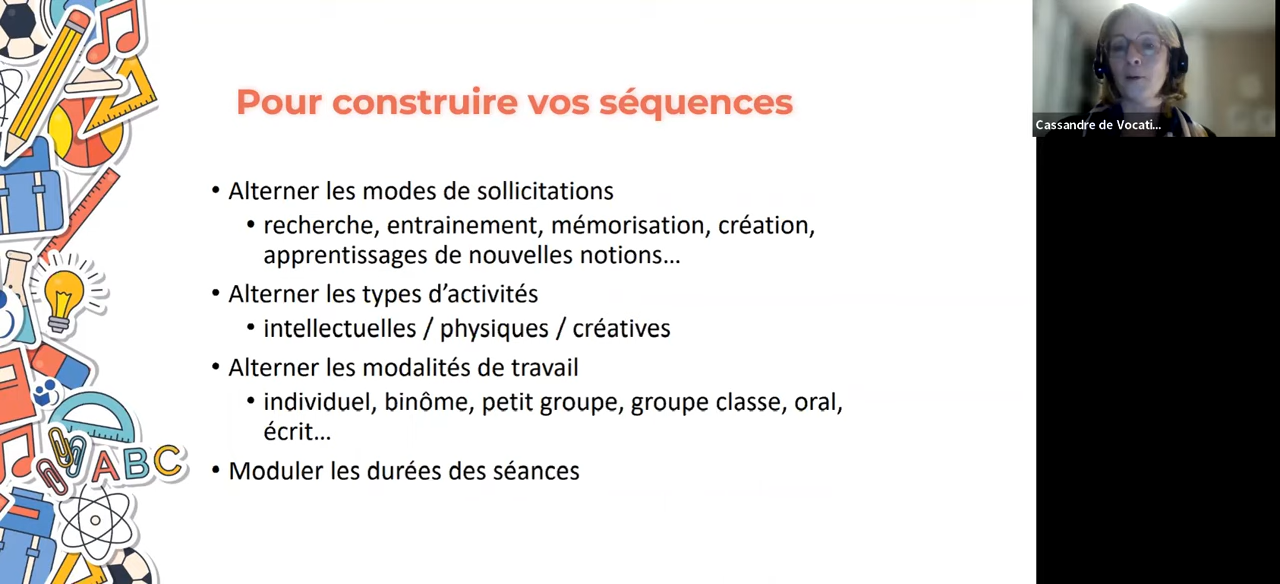 Pour construire vos séquences
• Alterner les modes de sollicitations
• recherche, entrainement, mémorisation, création,
apprentissages de nouvelles notions...
• Alterner les types d’activités
• intellectuelles / physiques / créatives
• Alterner les modalités de travail
• individuel, binôme, petit groupe, groupe classe, oral,
écrit...
• Moduler les durées des séances
ABC
Cassandre de Vocati...